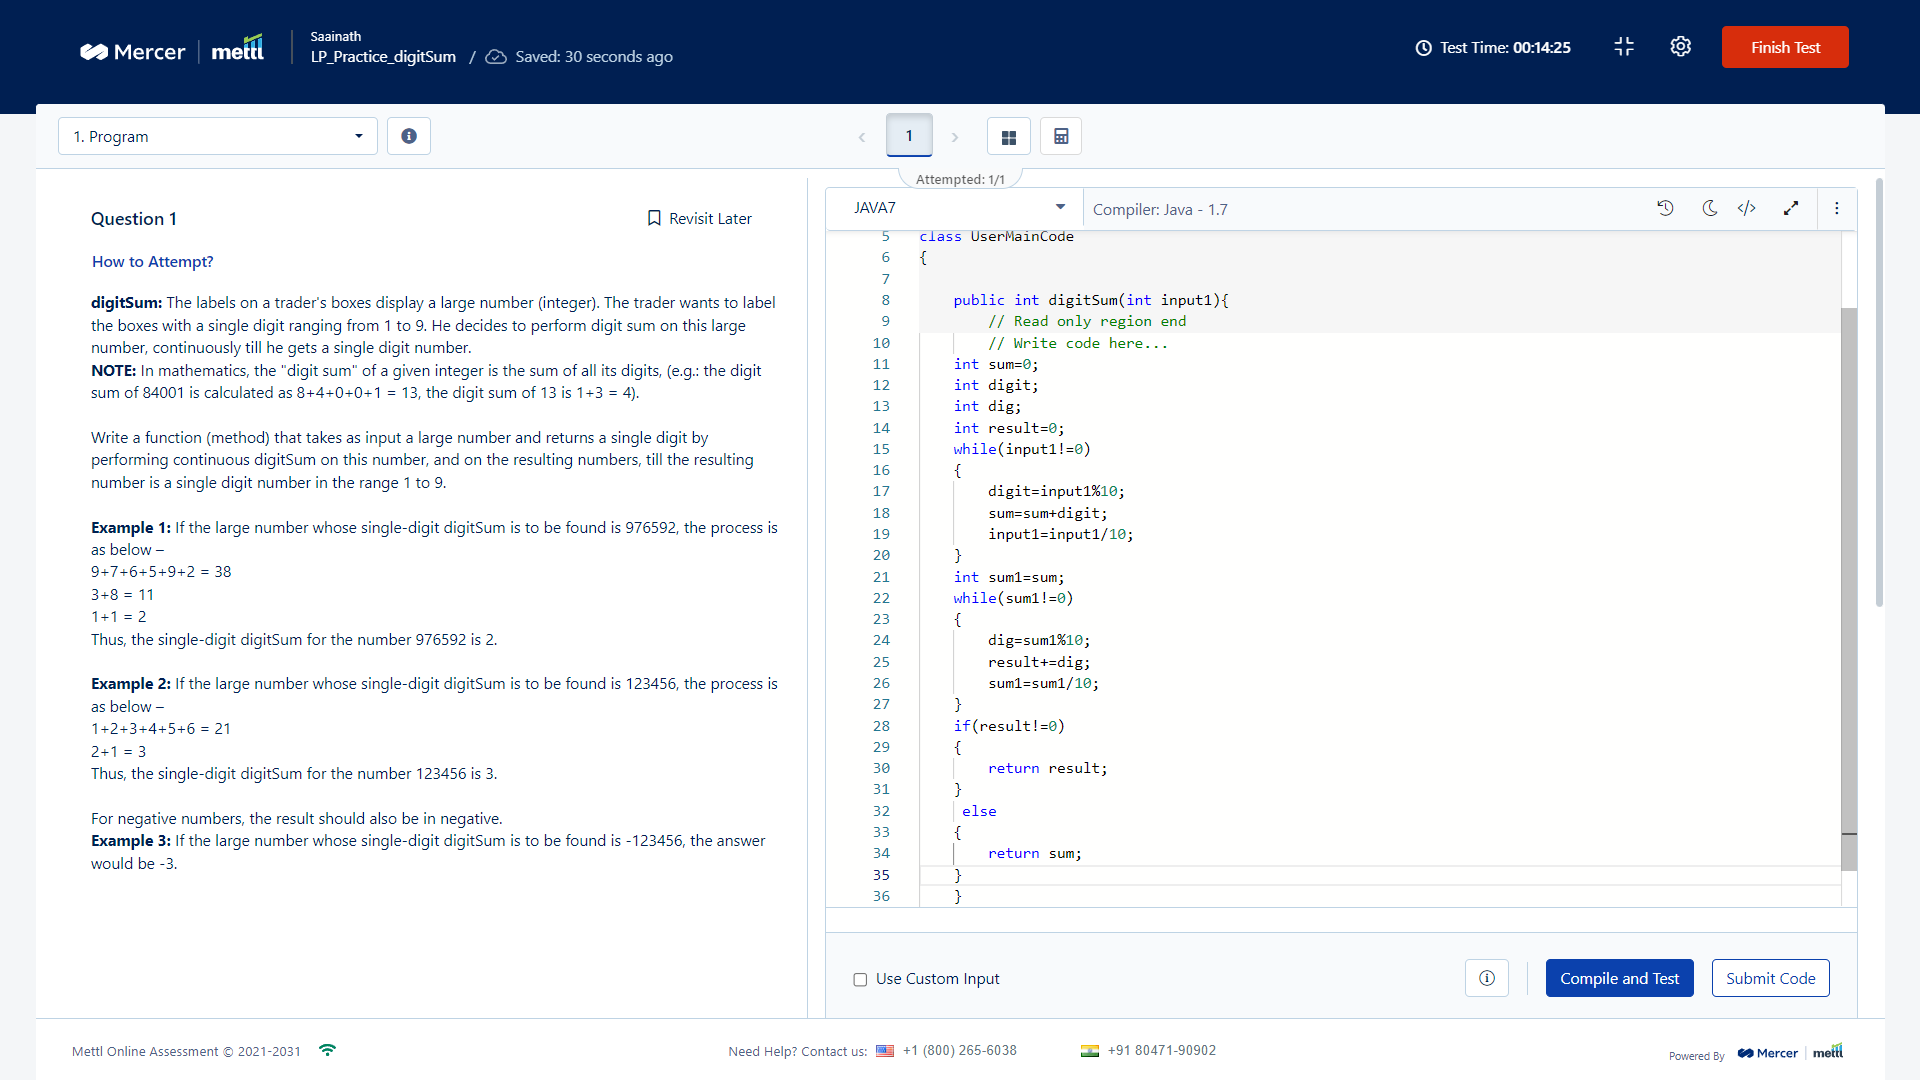 Mercer
mettl
Saainath
LP_Practice_digitSum / Saved: 30 seconds ago
Test Time: 00:14:25
Finish Test
1. Program
1
Attempted: 1/1
Question 1
Revisit Later
How to Attempt?
digitSum: The labels on a trader's boxes display a large number (integer). The trader wants to label
the boxes with a single digit ranging from 1 to 9. He decides to perform digit sum on this large
number, continuously till he gets a single digit number.
NOTE: In mathematics, the "digit sum" of a given integer is the sum of all its digits, (e.g.: the digit
sum of 84001 is calculated as 8+4+0+0+1 = 13, the digit sum of 13 is 1+3 = 4).
Write a function (method) that takes as input a large number and returns a single digit by
performing continuous digitSum on this number, and on the resulting numbers, till the resulting
number is a single digit number in the range 1 to 9.
Example 1: If the large number whose single-digit digitSum is to be found is 976592, the process is
as below –
9+7+6+5+9+2 = 38
3+8 = 11
1+1 = 2
Thus, the single-digit digitSum for the number 976592 is 2.
Example 2: If the large number whose single-digit digitSum is to be found is 123456, the process is
as below –
1+2+3+4+5+6 = 21
2+1 = 3
Thus, the single-digit digitSum for the number 123456 is 3.
For negative numbers, the result should also be in negative.
Example 3: If the large number whose single-digit digitSum is to be found is -123456, the answer
would be -3.
JAVA7
Compiler: Java - 1.7
5 class UserMainCode
6 {
7
8 public int digitSum(int input1){
9 // Read only region end
10 // Write code here...
11 int sum=0;
12 int digit;
13 int dig;
14 int result=0;
15 while(input1!=0)
16 {
17 digit=input1%10;
18 sum=sum+digit;
19 input1=input1/10;
20 }
21 int sum1=sum;
22 while(sum1!=0)
23 {
24 dig=sum1%10;
25 result+=dig;
26 sum1=sum1/10;
27 }
28 if(result!=0)
29 {
30 return result;
31 }
32 else
33 {
34 return sum;
35 }
36 }
Use Custom Input
Compile and Test
Submit Code
Mettl Online Assessment © 2021-2031
Need Help? Contact us: +1 (800) 265-6038
+91 80471-90902
Powered By Mercer mettl